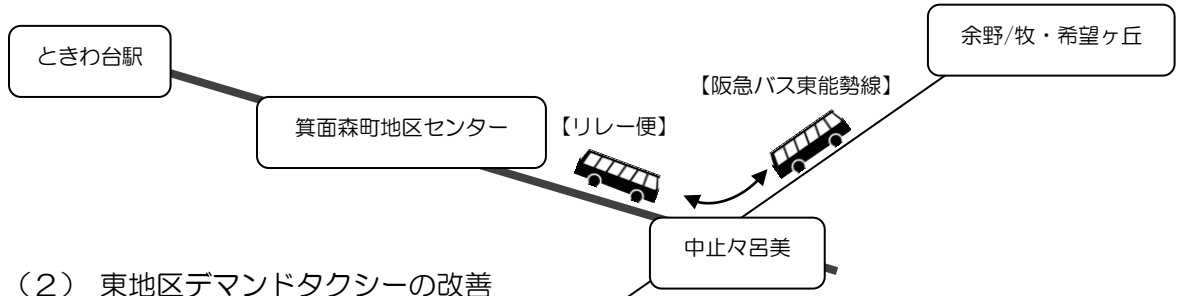 余野/牧・希望ヶ丘
ときわ台駅
【阪急バス東能勢線】
箕面森町地区センター
【リレー便】
中止々呂美
（２） 東地区デマンドタクシーの改善